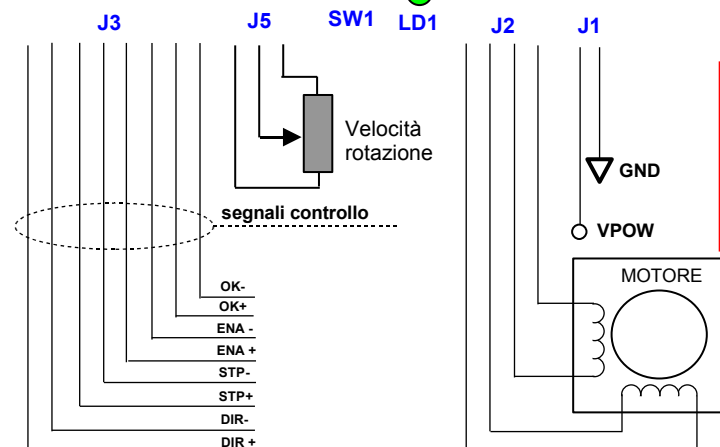 J3 J5 SW1 LD1 J2 J1
Velocità
rotazione
GND
segnali controllo
VPOW
MOTORE
OK-
OK+
ENA -
ENA +
STP-
STP+
DIR-
DIR +